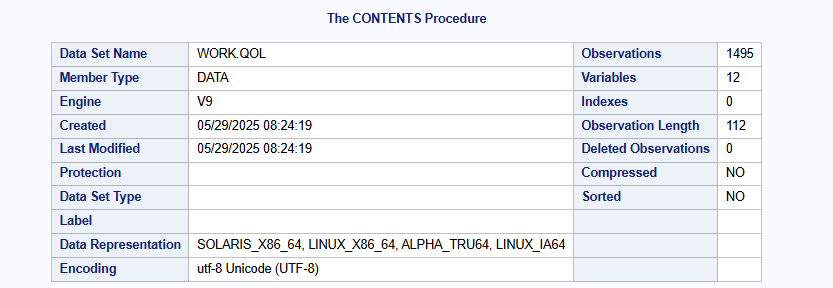 The CONTENTS Procedure
Data Set Name WORK.QOL Observations 1495
Member Type DATA Variables 12
Engine V9 Indexes 0
Created 05/29/2025 08:24:19 Observation Length 112
Last Modified 05/29/2025 08:24:19 Deleted Observations 0
Protection Compressed NO
Data Set Type Sorted NO
Label
Data Representation SOLARIS_X86_64, LINUX_X86_64, ALPHA_TRU64, LINUX_IA64
Encoding utf-8 Unicode (UTF-8)